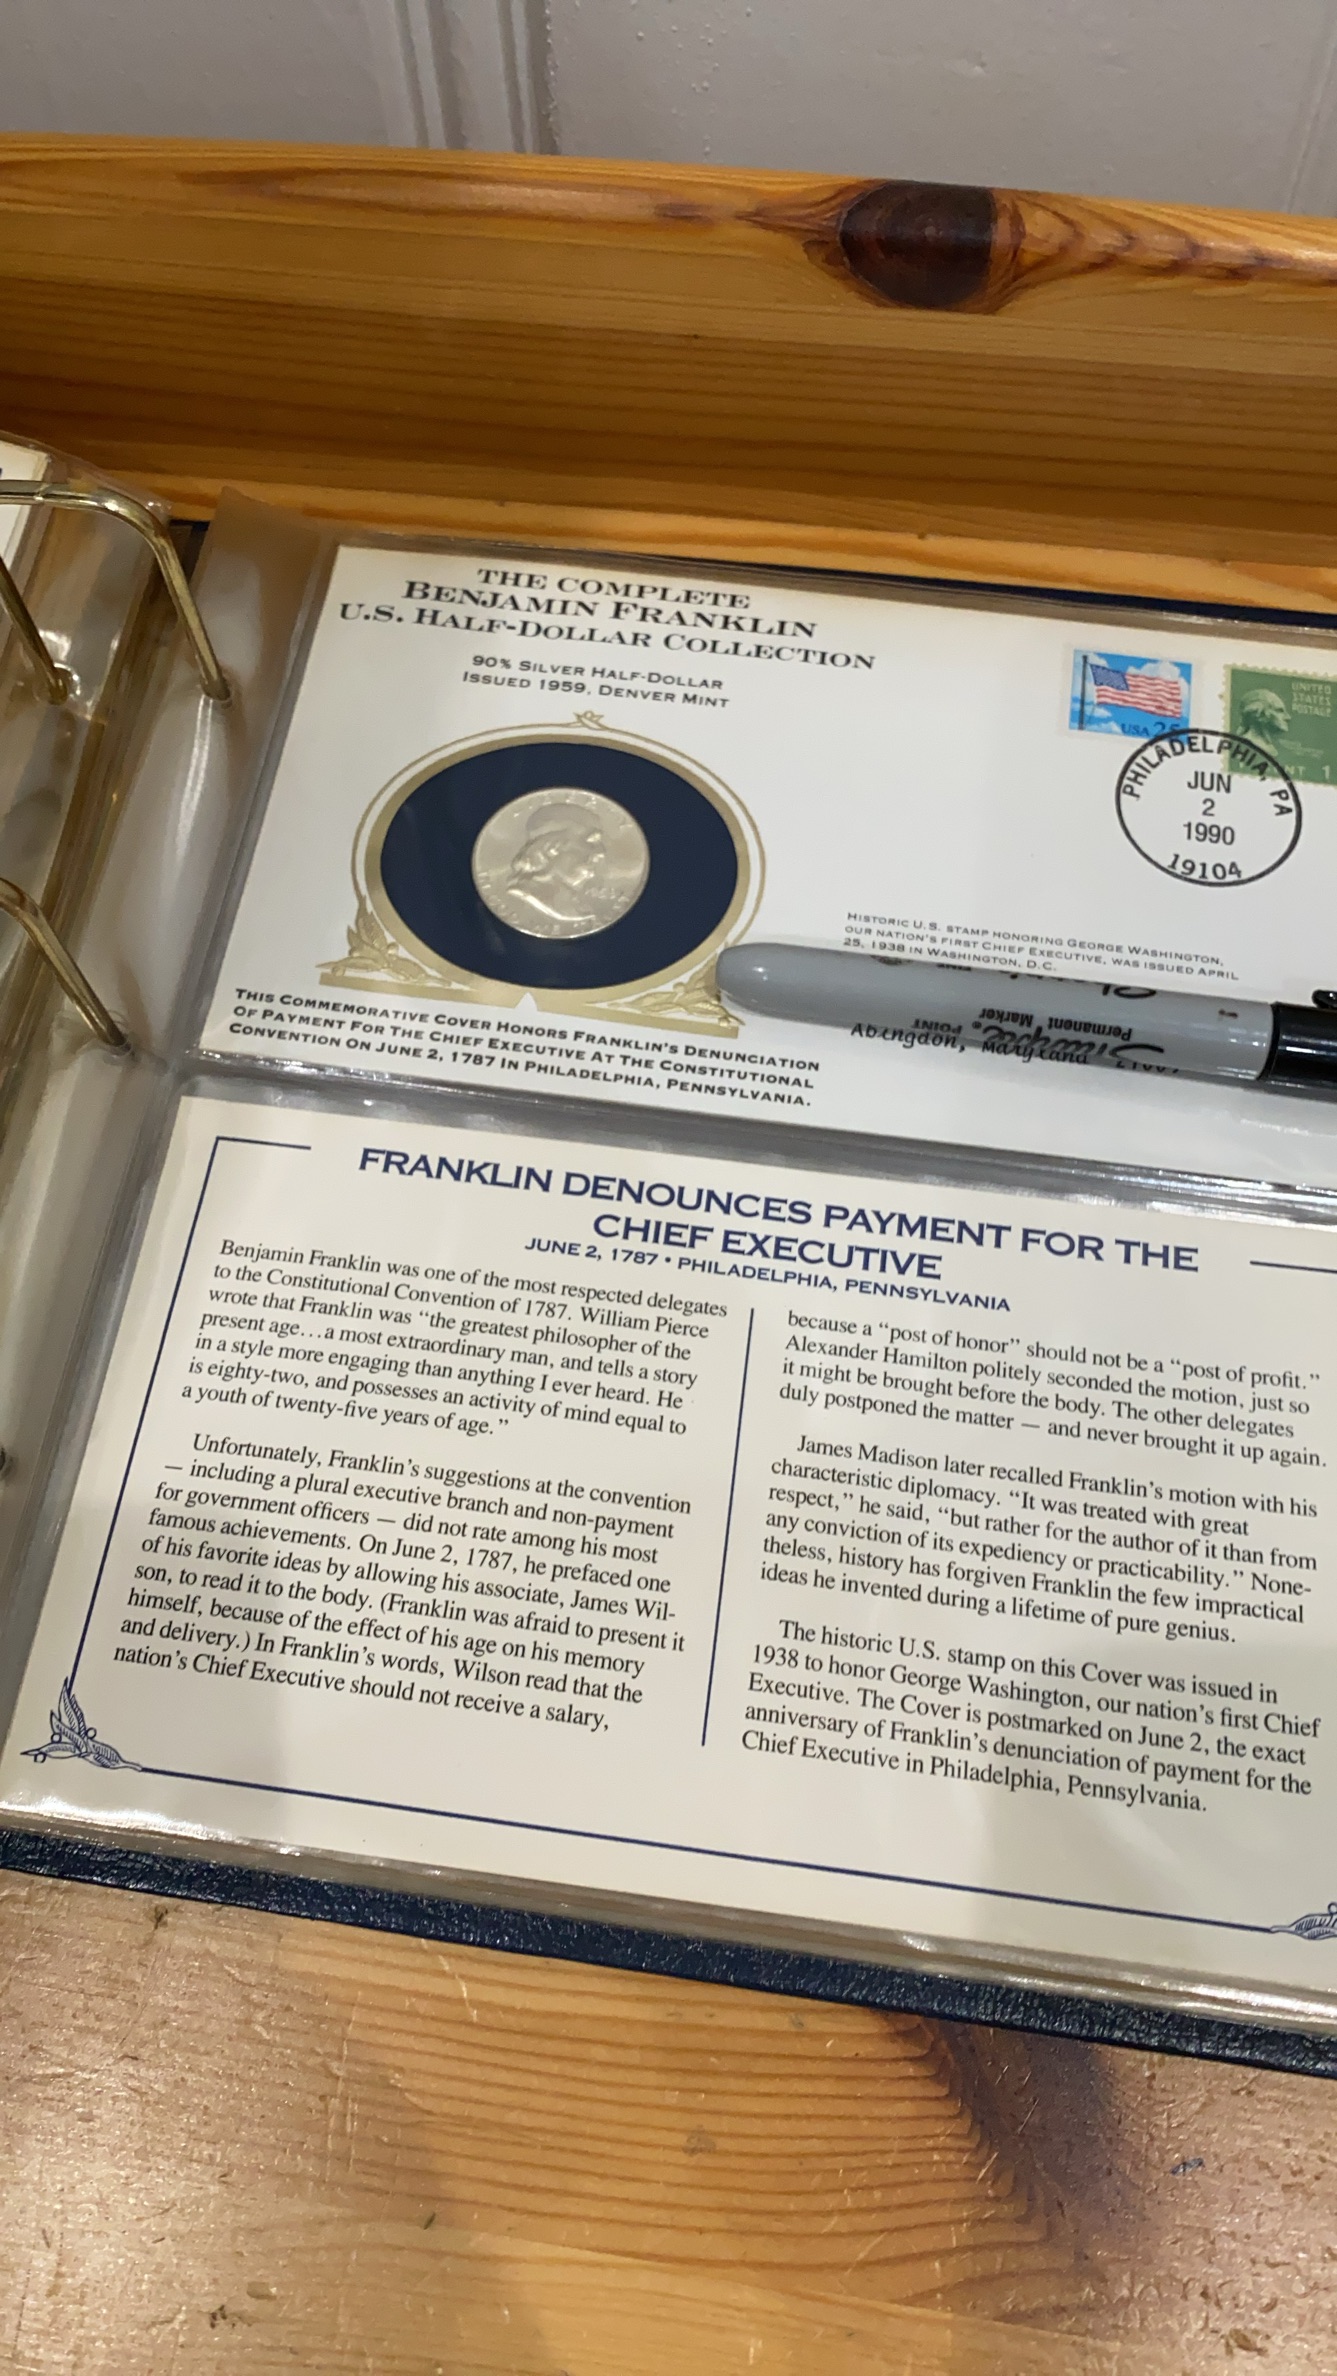 THE COMPLETE
BENJAMIN FRANKLIN
U.S. HALF-DOLLAR COLLECTION
90% SILVER HALF-DOLLAR
ISSUED 1959, DENVER MINT
USA 25
UNITED
STATES
POSTAGE
1
PHILADELPHIA, PA
JUN
2
1990
19104
HISTORIC U.S. STAMP HONORING GEORGE WASHINGTON,
OUR NATION'S FIRST CHIEF EXECUTIVE, WAS ISSUED APRIL
25, 1938 IN WASHINGTON, D.C.
Sharpie
Permanent Marker
POINT
Abingdon, Maryland
THIS COMMEMORATIVE COVER HONORS FRANKLIN'S DENUNCIATION
OF PAYMENT FOR THE CHIEF EXECUTIVE AT THE CONSTITUTIONAL
CONVENTION ON JUNE 2, 1787 IN PHILADELPHIA, PENNSYLVANIA.
FRANKLIN DENOUNCES PAYMENT FOR THE
CHIEF EXECUTIVE
JUNE 2, 1787 • PHILADELPHIA, PENNSYLVANIA
Benjamin Franklin was one of the most respected delegates
to the Constitutional Convention of 1787. William Pierce
wrote that Franklin was “the greatest philosopher of the
present age...a most extraordinary man, and tells a story
in a style more engaging than anything I ever heard. He
is eighty-two, and possesses an activity of mind equal to
a youth of twenty-five years of age.”
Unfortunately, Franklin's suggestions at the convention
— including a plural executive branch and non-payment
for government officers — did not rate among his most
famous achievements. On June 2, 1787, he prefaced one
of his favorite ideas by allowing his associate, James Wil-
son, to read it to the body. (Franklin was afraid to present it
himself, because of the effect of his age on his memory
and delivery.) In Franklin's words, Wilson read that the
nation's Chief Executive should not receive a salary,
because a “post of honor” should not be a “post of profit.”
Alexander Hamilton politely seconded the motion, just so
it might be brought before the body. The other delegates
duly postponed the matter — and never brought it up again.
James Madison later recalled Franklin's motion with his
characteristic diplomacy. “It was treated with great
respect,” he said, “but rather for the author of it than from
any conviction of its expediency or practicability.” None-
theless, history has forgiven Franklin the few impractical
ideas he invented during a lifetime of pure genius.
The historic U.S. stamp on this Cover was issued in
1938 to honor George Washington, our nation's first Chief
Executive. The Cover is postmarked on June 2, the exact
anniversary of Franklin's denunciation of payment for the
Chief Executive in Philadelphia, Pennsylvania.